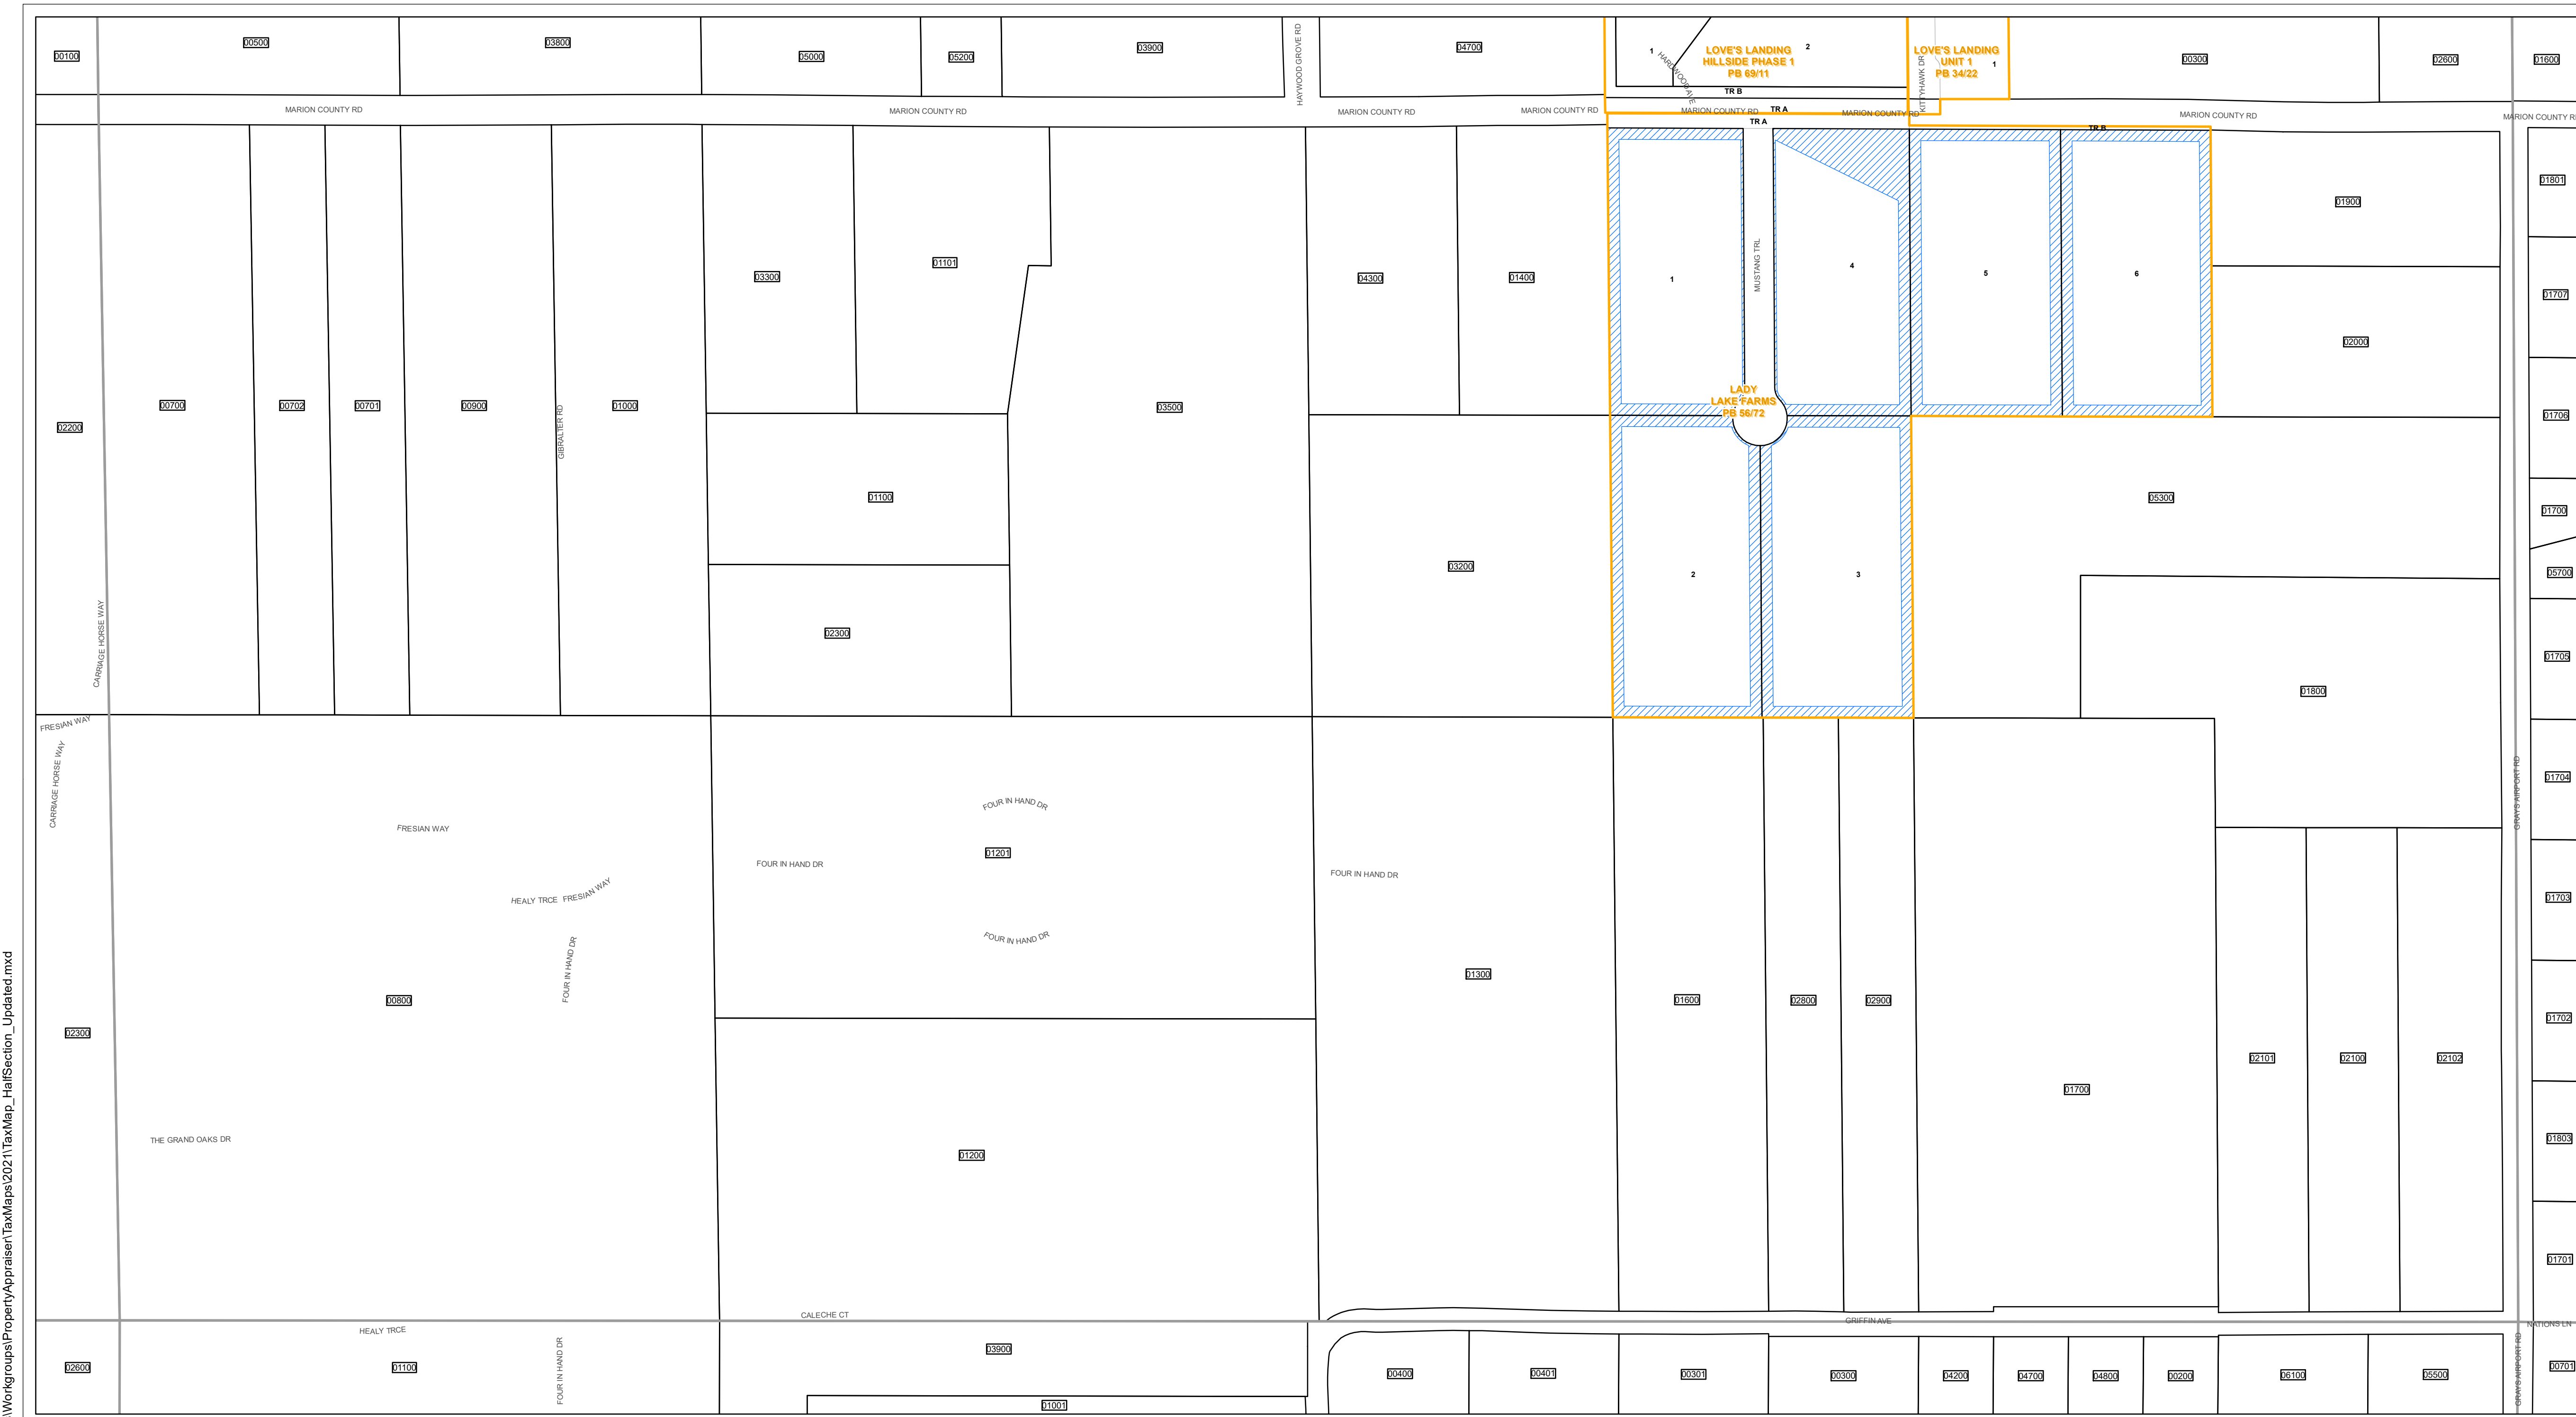 00100
00500
03800
05000
05200
03900
HAYWOOD GROVE RD
04700
1
HARDWOOD AVE
LOVE'S LANDING
HILLSIDE PHASE 1
PB 69/11
2
KITTYHAWK DR
LOVE'S LANDING
UNIT 1
PB 34/22
1
00300
02600
01600
TR B
MARION COUNTY RD
MARION COUNTY RD
MARION COUNTY RD
MARION COUNTY RD
MARION COUNTY RD
TR A
MARION COUNTY RD
MARION COUNTY RD
MARION COUNTY RD
TR A
TR B
01801
01900
03300
01101
04300
01400
1
MUSTANG TRL
4
5
6
01707
02000
02200
00700
00702
00701
00900
GIBRALTER RD
01000
03500
LADY
LAKE FARMS
PB 56/72
01706
01100
05300
01700
03200
2
3
05700
CARRIAGE HORSE WAY
02300
01705
01800
FRESIAN WAY
CARRIAGE HORSE WAY
FRESIAN WAY
FOUR IN HAND DR
01201
FOUR IN HAND DR
FOUR IN HAND DR
FOUR IN HAND DR
GRAYS AIRPORT RD
01704
HEALY TRCE
FRESIAN WAY
FOUR IN HAND DR
01703
00800
01300
01600
02800
02900
02300
01702
02101
02100
02102
01700
THE GRAND OAKS DR
01200
01803
01701
CALECHE CT
GRIFFIN AVE
NATIONS LN
HEALY TRCE
03900
02600
01100
FOUR IN HAND DR
01001
00400
00401
00301
00300
04200
04700
04800
00200
06100
05500
GRAYS AIRPORT RD
00701
\Workgroups\PropertyAppraiser\TaxMaps\2021\TaxMap_HalfSection_Updated.mxd